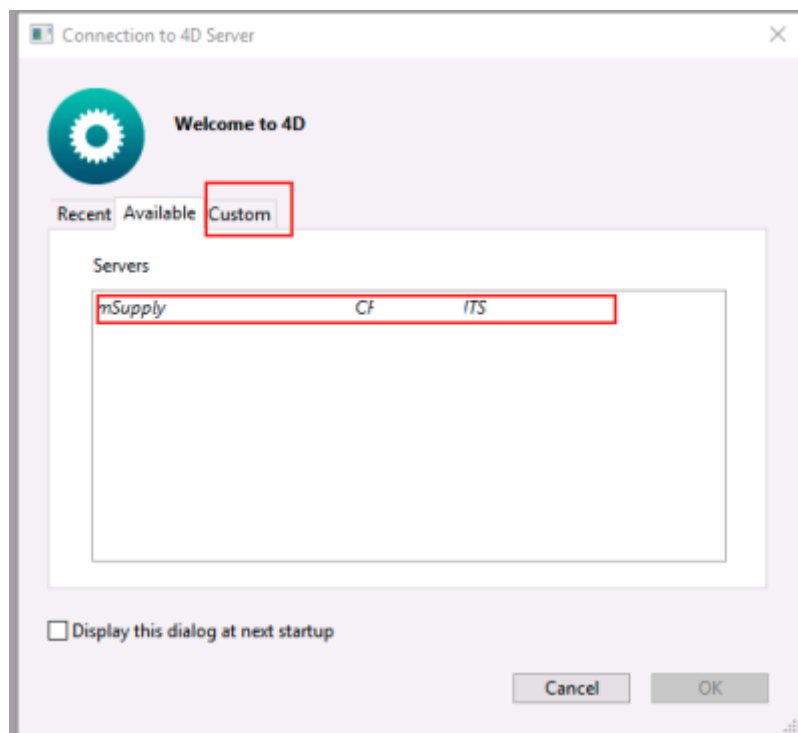 Connection to 4D Server
Welcome to 4D
Recent Available Custom
Servers
mSupply
Display this dialog at next startup
Cancel OK